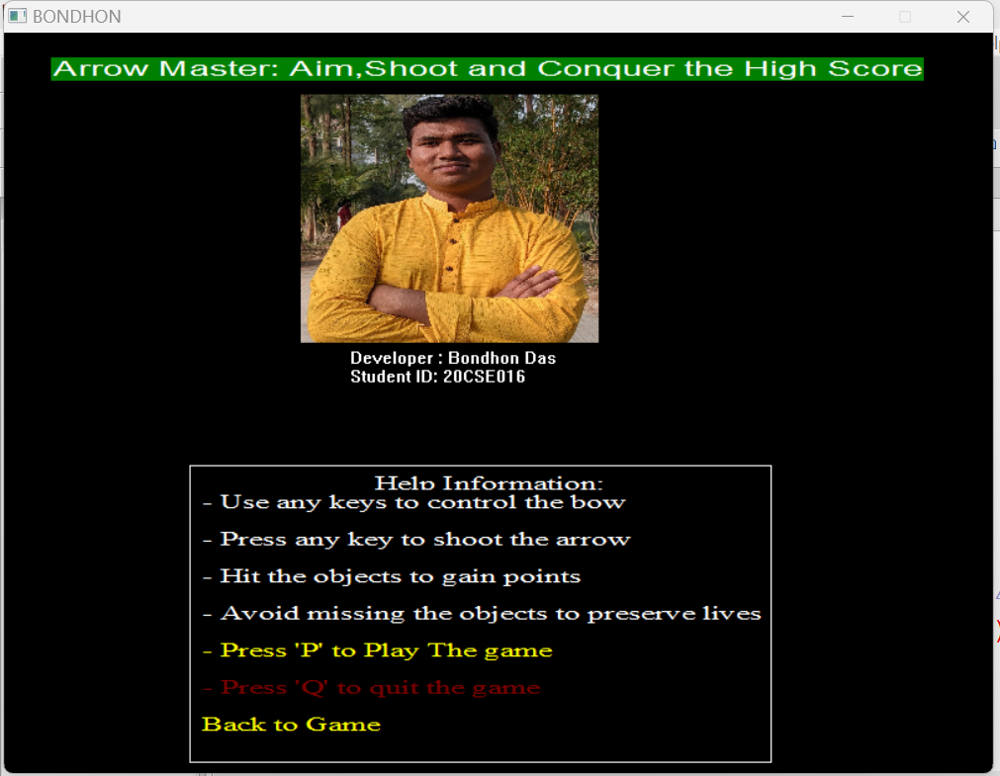 BONDHON
Arrow Master: Aim,Shoot and Conquer the High Score
Developer : Bondhon Das
Student ID: 20CSE016
Help Information:
- Use any keys to control the bow
- Press any key to shoot the arrow
- Hit the objects to gain points
- Avoid missing the objects to preserve lives
- Press 'P' to Play The game
- Press 'Q' to quit the game
Back to Game